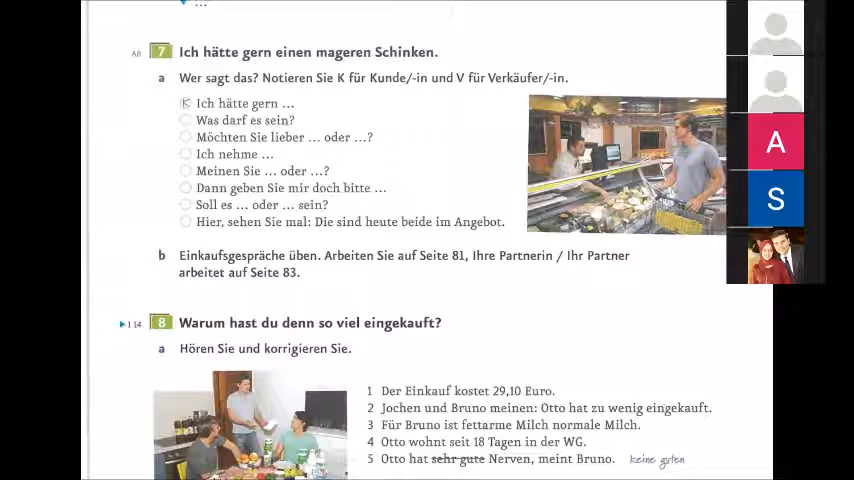 ...
A8 7 Ich hätte gern einen mageren Schinken.
a Wer sagt das? Notieren Sie K für Kunde/-in und V für Verkäufer/-in.
K Ich hätte gern ...
Was darf es sein?
Möchten Sie lieber ... oder ...?
Ich nehme ...
Meinen Sie ... oder ...?
Dann geben Sie mir doch bitte ...
Soll es ... oder ... sein?
Hier, sehen Sie mal: Die sind heute beide im Angebot.
b Einkaufsgespräche üben. Arbeiten Sie auf Seite 81, Ihre Partnerin / Ihr Partner
arbeitet auf Seite 83.
A
S
1 14 8 Warum hast du denn so viel eingekauft?
a Hören Sie und korrigieren Sie.
1 Der Einkauf kostet 29,10 Euro.
2 Jochen und Bruno meinen: Otto hat zu wenig eingekauft.
3 Für Bruno ist fettarme Milch normale Milch.
4 Otto wohnt seit 18 Tagen in der WG.
5 Otto hat sehr gute Nerven, meint Bruno. keine guten